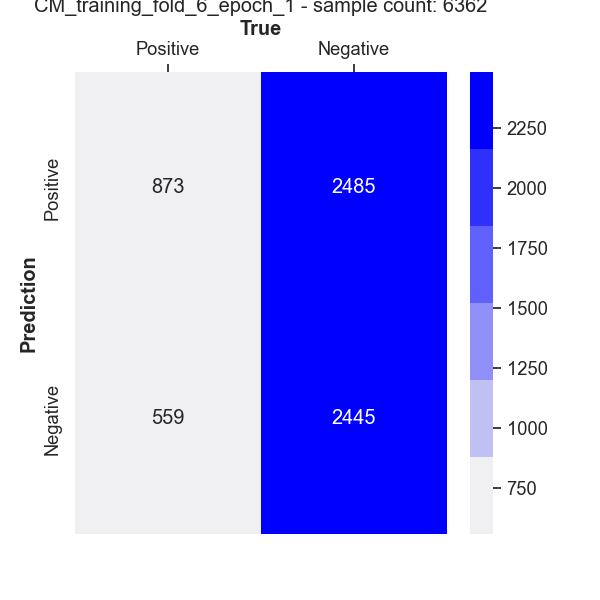 CM_training_fold_6_epoch_1 - sample count: 6362
True
Positive Negative
Prediction
Positive
873 2485
Negative
559 2445
2250
2000
1750
1500
1250
1000
750